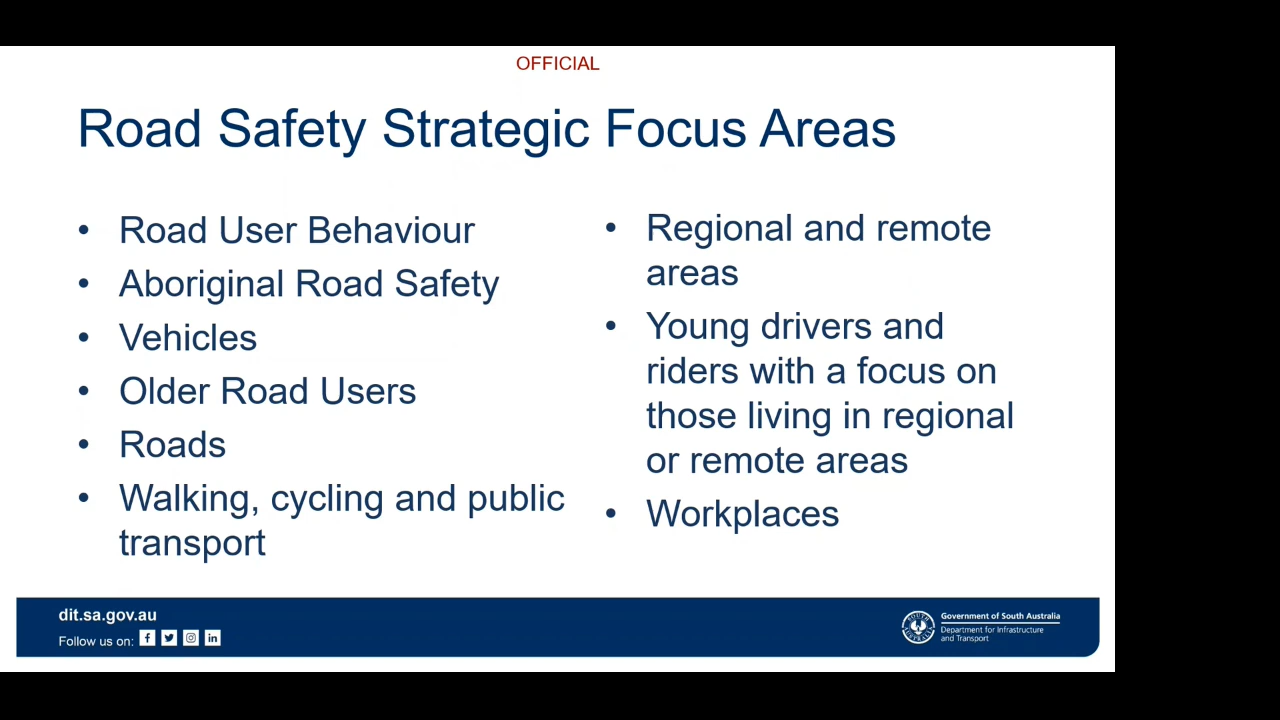 OFFICIAL
Road Safety Strategic Focus Areas
• Road User Behaviour
• Aboriginal Road Safety
• Vehicles
• Older Road Users
• Roads
• Walking, cycling and public
transport
• Regional and remote
areas
• Young drivers and
riders with a focus on
those living in regional
or remote areas
• Workplaces
dit.sa.gov.au
Follow us on:
Government of South Australia
Department for Infrastructure
and Transport